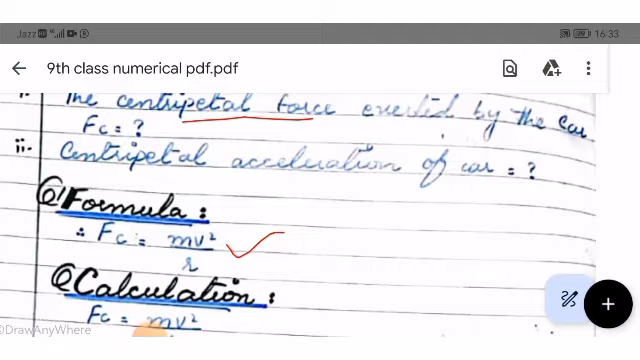 Jazz 16:33
9th class numerical pdf.pdf
The centripetal force exerted by the car
Fc = ?
ii- Centripetal acceleration of car = ?
Formula:
∴ Fc = mv²/r
Calculation:
Fc = mv²
@DrawAnyWhere